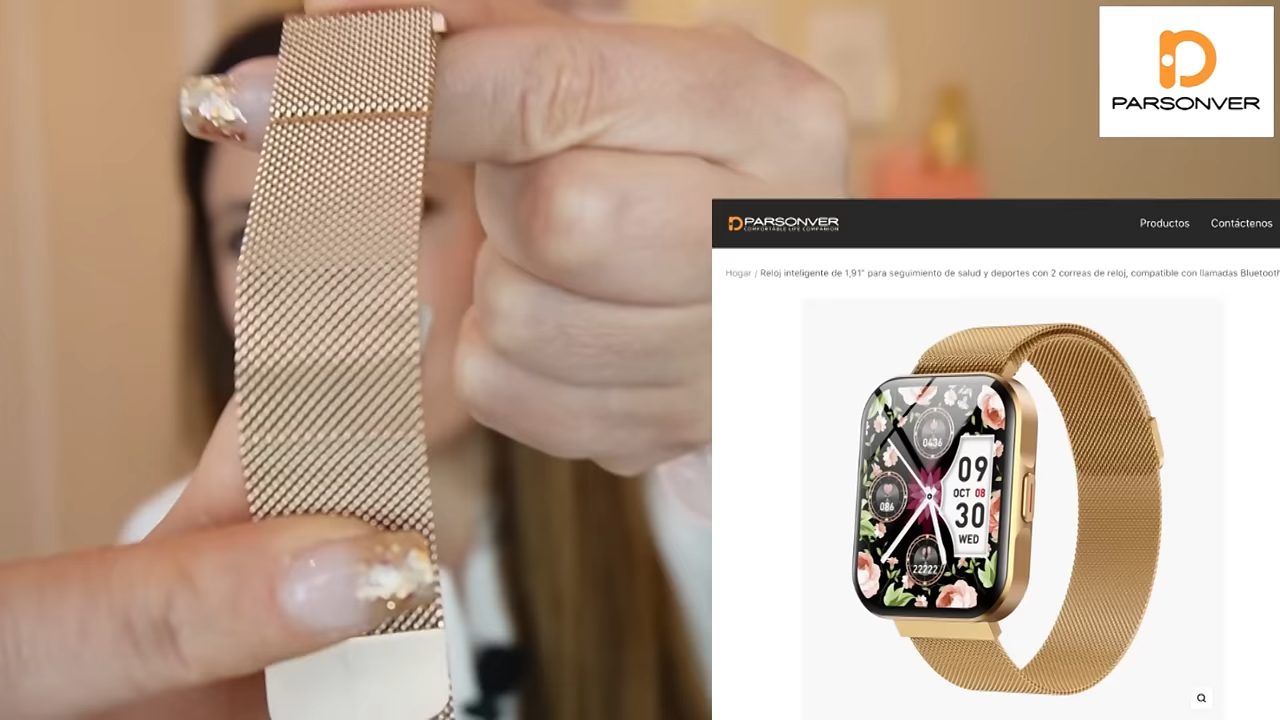 PARSONVER
PARSONVER
COMFORTABLE LIFE COMPANION
Productos
Contáctenos
Hogar / Reloj inteligente de 1,91" para seguimiento de salud y deportes con 2 correas de reloj, compatible con llamadas Bluetooth
0436
086
22222
09
OCT 08
30
WED